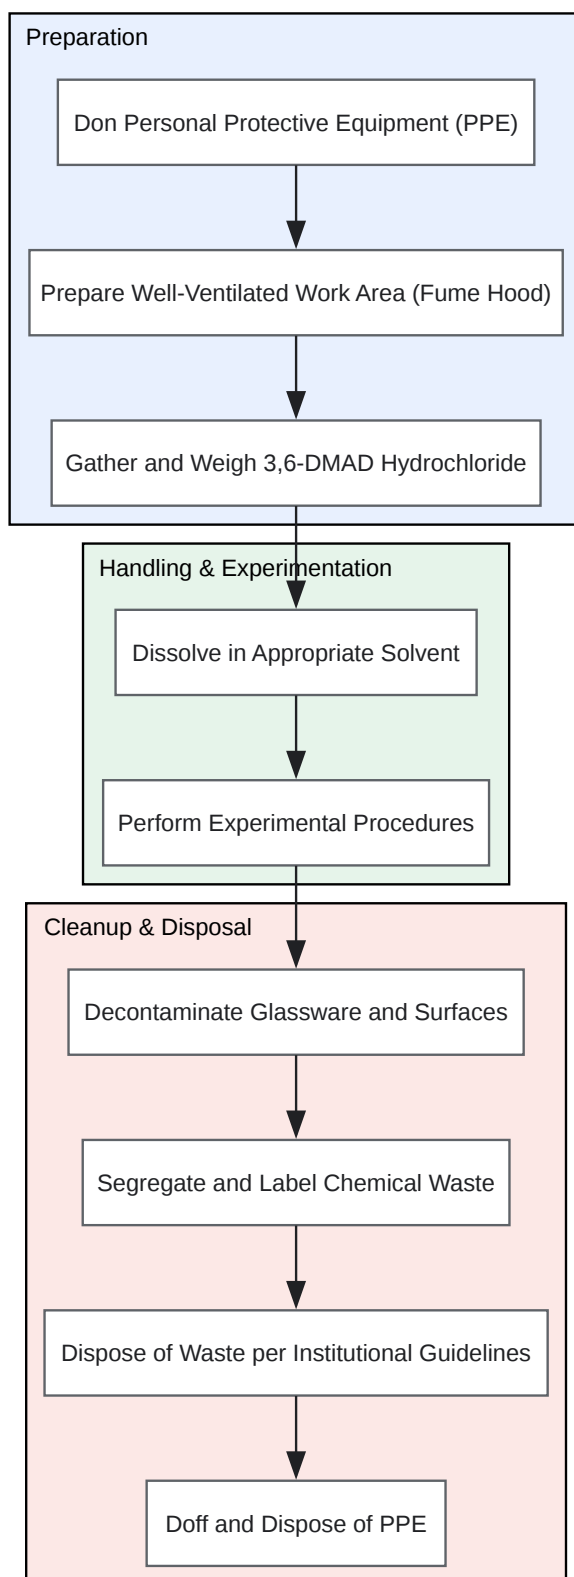 Preparation
Don Personal Protective Equipment (PPE)
Prepare Well-Ventilated Work Area (Fume Hood)
Gather and Weigh 3,6-DMAD Hydrochloride
Handling & Experimentation
Dissolve in Appropriate Solvent
Perform Experimental Procedures
Cleanup & Disposal
Decontaminate Glassware and Surfaces
Segregate and Label Chemical Waste
Dispose of Waste per Institutional Guidelines
Doff and Dispose of PPE